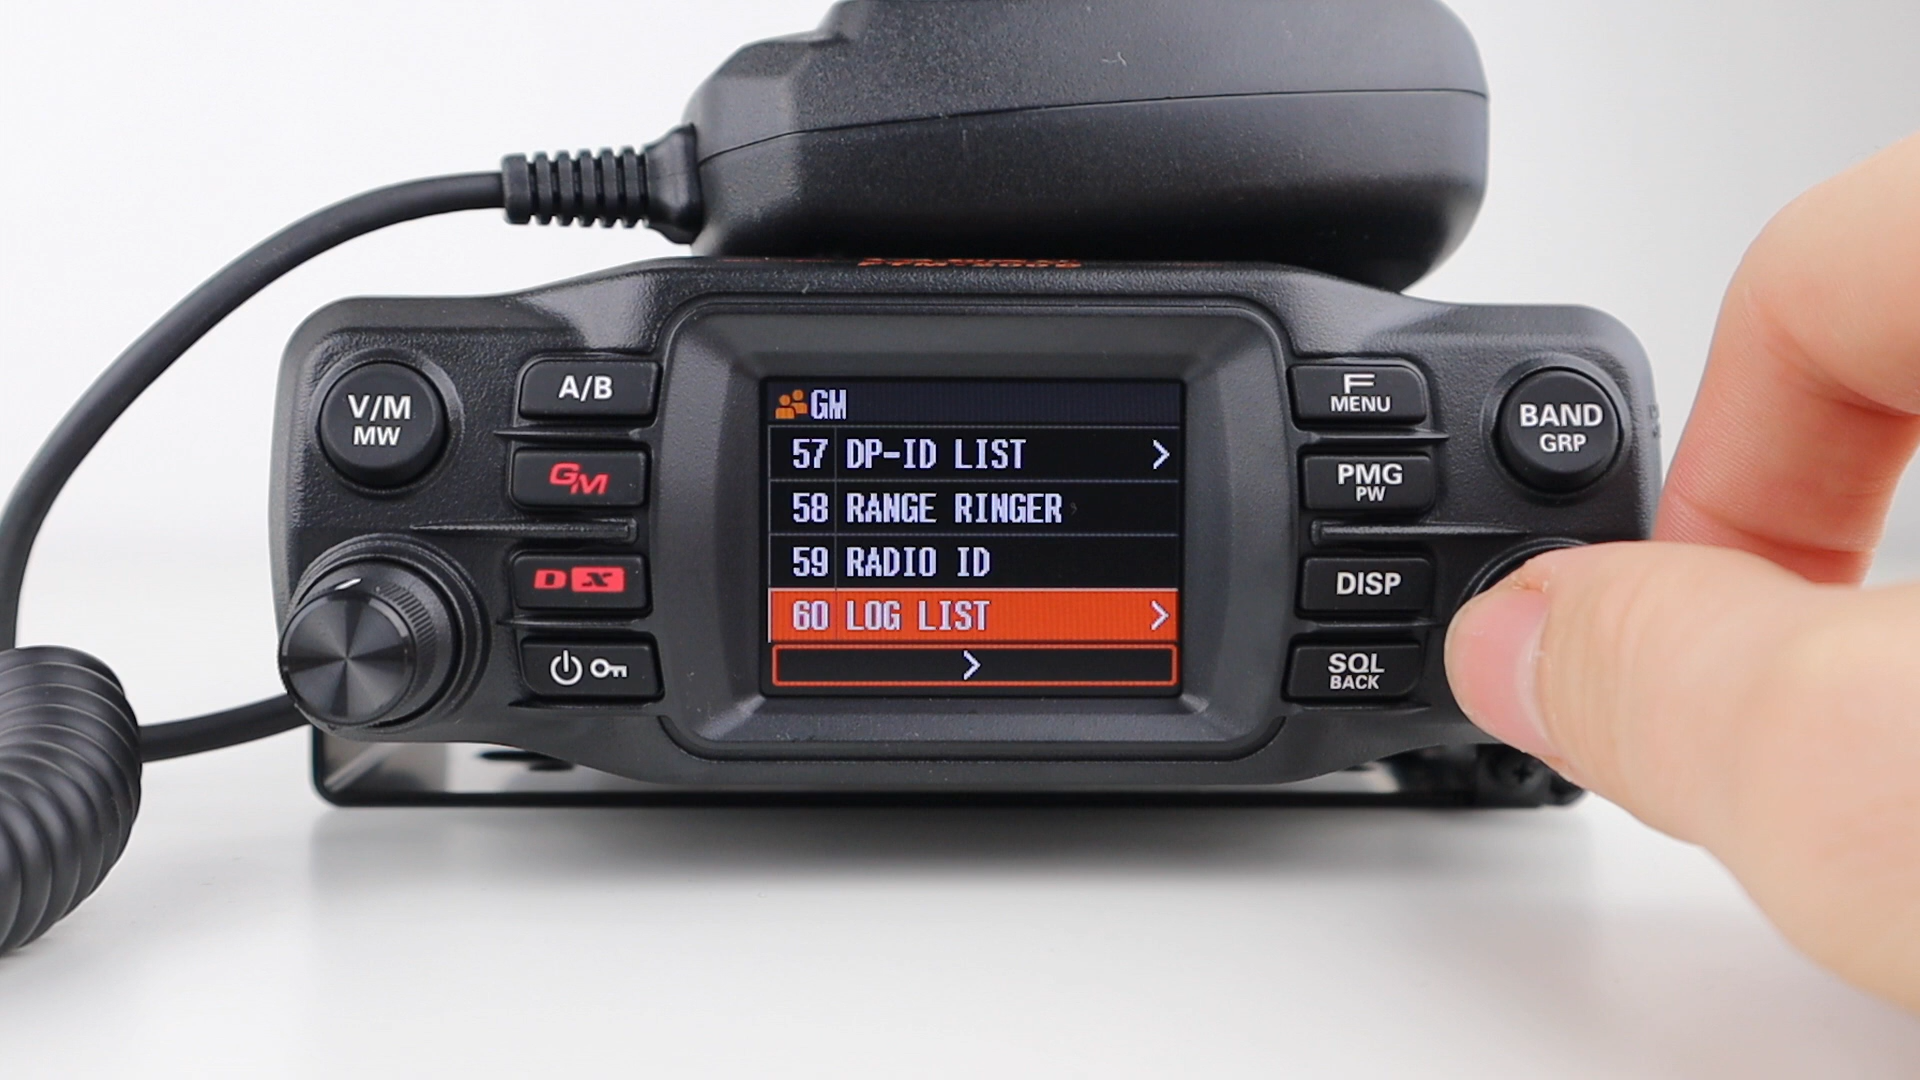 V/M
MW
A/B
GM
DX
GM
57 DP-ID LIST >
58 RANGE RINGER
59 RADIO ID
60 LOG LIST >
>
F
MENU
PMG
PW
DISP
SQL
BACK
BAND
GRP